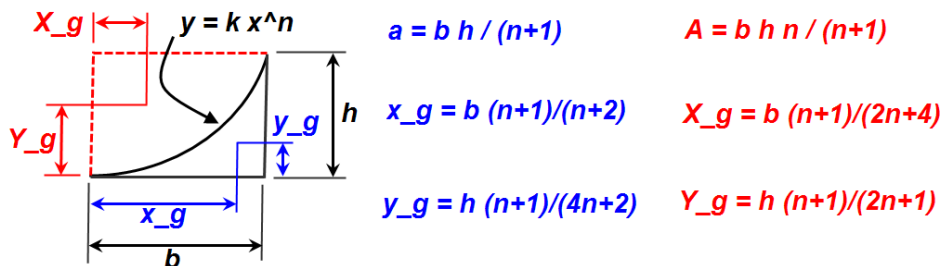 X_g
y = k x^n
Y_g
y_g
h
x_g
b
a = b h / (n+1)
x_g = b (n+1)/(n+2)
y_g = h (n+1)/(4n+2)
A = b h n / (n+1)
X_g = b (n+1)/(2n+4)
Y_g = h (n+1)/(2n+1)